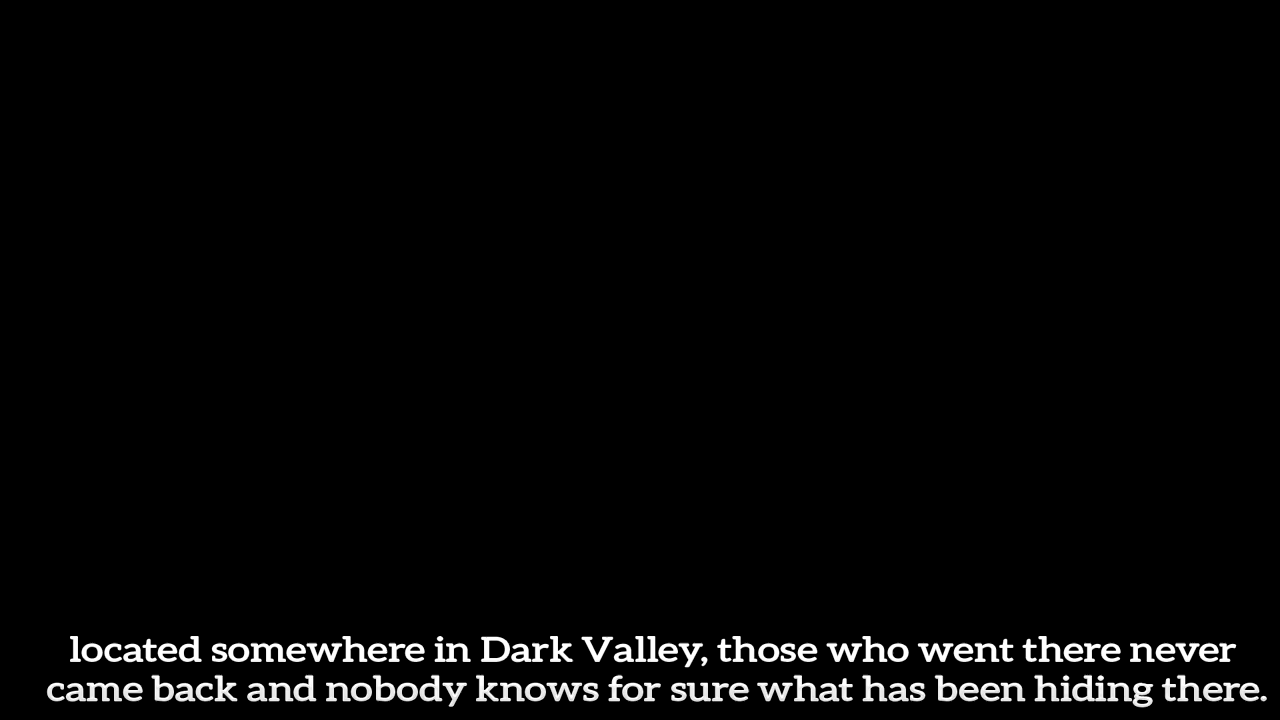 located somewhere in Dark Valley, those who went there never
came back and nobody knows for sure what has been hiding there.